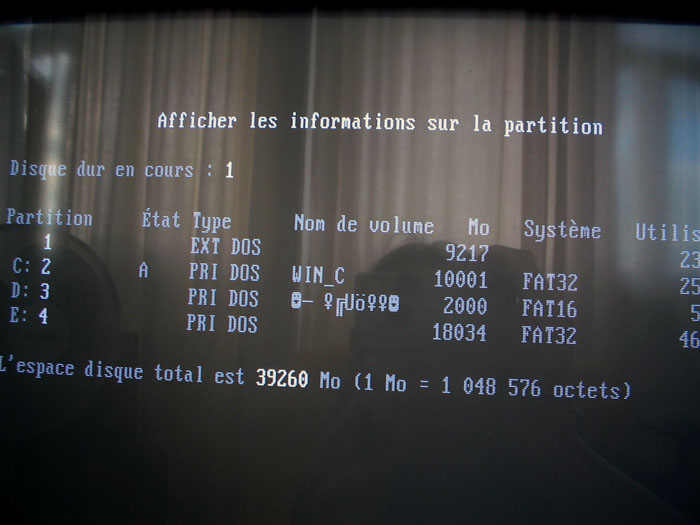 Afficher les informations sur la partition
Disque dur en cours : 1
Partition État Type Nom de volume Mo Système Utilis
1 EXT DOS 9217 23
C: 2 A PRI DOS WIN_C 10001 FAT32 25
D: 3 PRI DOS ☻─ ♀╔Uö♀♀☻ 2000 FAT16 5
E: 4 PRI DOS 18034 FAT32 46
L'espace disque total est 39260 Mo (1 Mo = 1 048 576 octets)